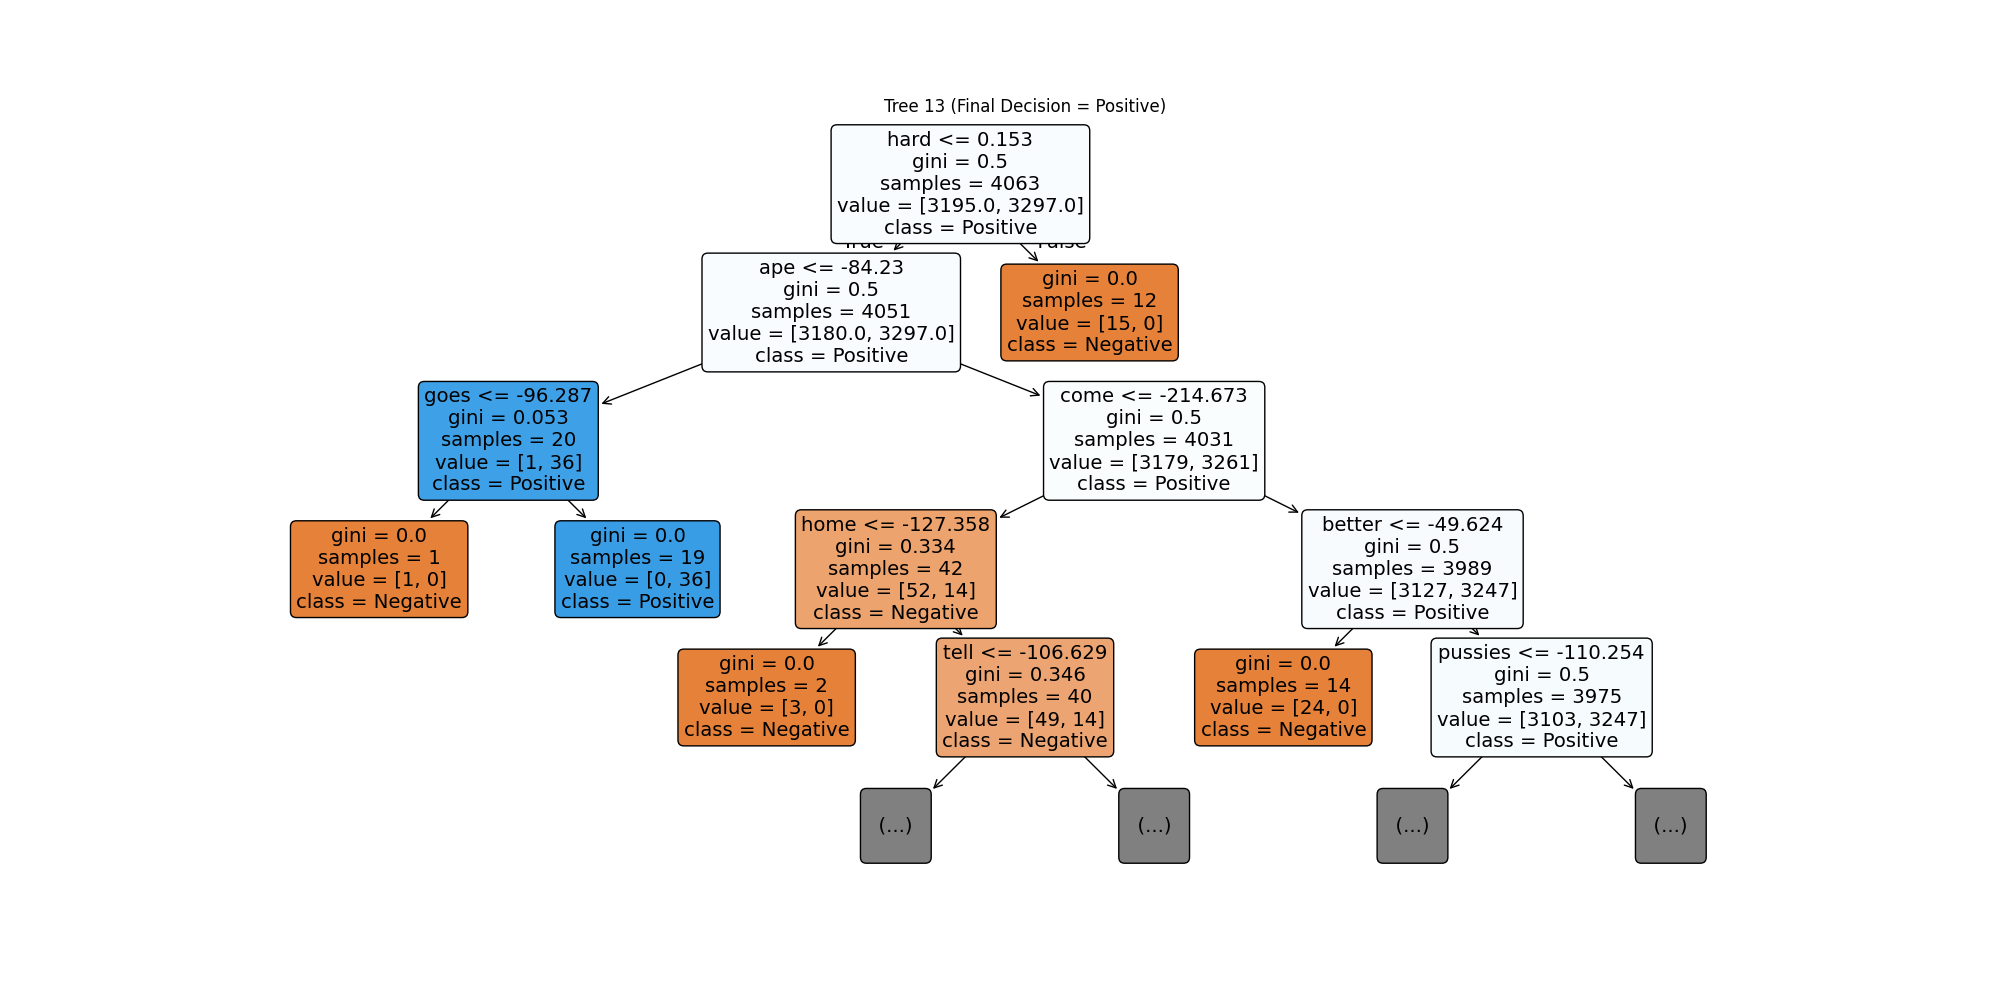 Tree 13 (Final Decision = Positive)
hard <= 0.153
gini = 0.5
samples = 4063
value = [3195.0, 3297.0]
class = Positive
True
False
ape <= -84.23
gini = 0.5
samples = 4051
value = [3180.0, 3297.0]
class = Positive
gini = 0.0
samples = 12
value = [15, 0]
class = Negative
goes <= -96.287
gini = 0.053
samples = 20
value = [1, 36]
class = Positive
come <= -214.673
gini = 0.5
samples = 4031
value = [3179, 3261]
class = Positive
gini = 0.0
samples = 1
value = [1, 0]
class = Negative
gini = 0.0
samples = 19
value = [0, 36]
class = Positive
home <= -127.358
gini = 0.334
samples = 42
value = [52, 14]
class = Negative
better <= -49.624
gini = 0.5
samples = 3989
value = [3127, 3247]
class = Positive
gini = 0.0
samples = 2
value = [3, 0]
class = Negative
tell <= -106.629
gini = 0.346
samples = 40
value = [49, 14]
class = Negative
gini = 0.0
samples = 14
value = [24, 0]
class = Negative
pussies <= -110.254
gini = 0.5
samples = 3975
value = [3103, 3247]
class = Positive
(...)
(...)
(...)
(...)